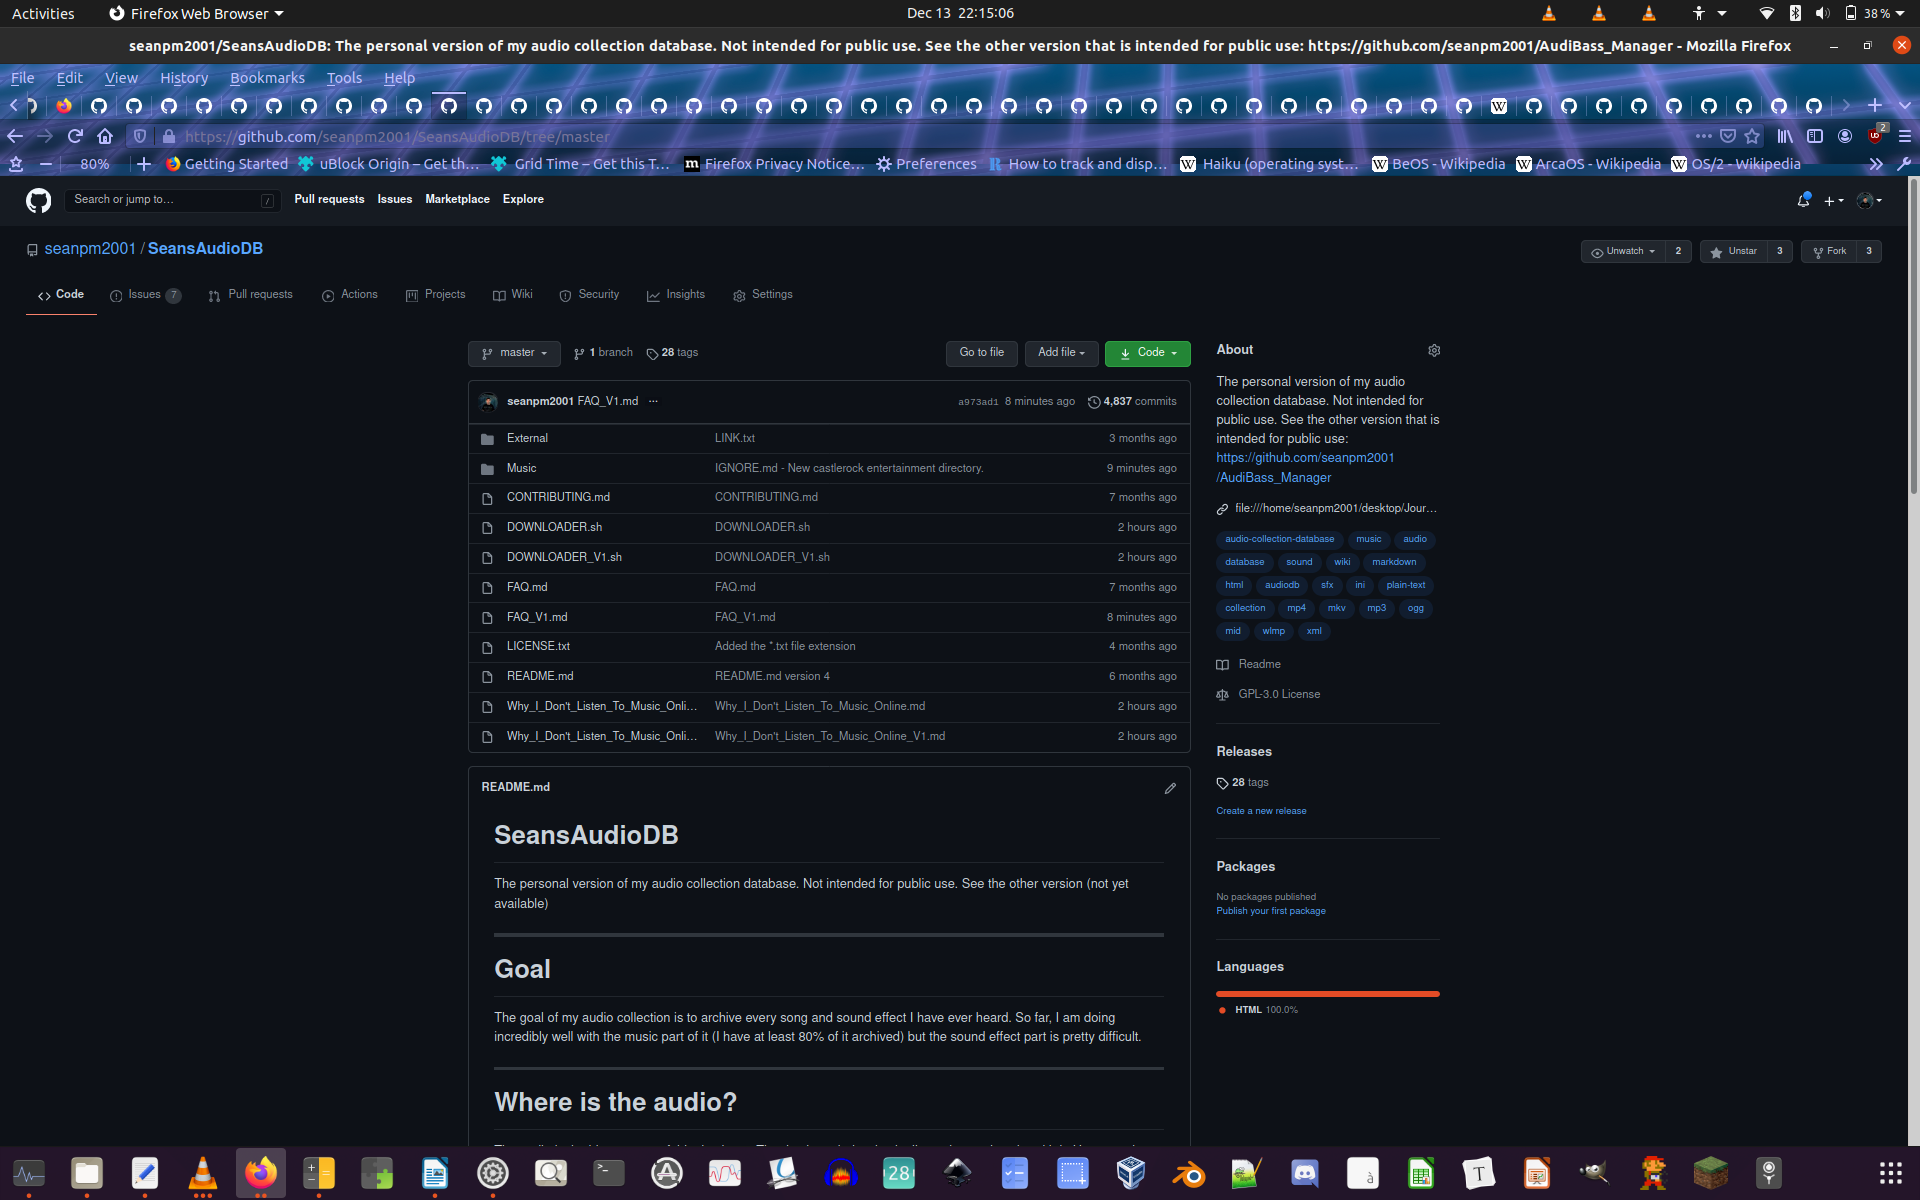 Activities
Firefox Web Browser
Dec 13 22:15:06
38 %
seanpm2001/SeansAudioDB: The personal version of my audio collection database. Not intended for public use. See the other version that is intended for public use: https://github.com/seanpm2001/AudiBass_Manager - Mozilla Firefox
File Edit View History Bookmarks Tools Help
https://github.com/seanpm2001/SeansAudioDB/tree/master
2
80%
Getting Started
uBlock Origin – Get th…
Grid Time – Get this T…
Firefox Privacy Notice…
Preferences
How to track and disp…
Haiku (operating syst…
BeOS - Wikipedia
ArcaOS - Wikipedia
OS/2 - Wikipedia
Search or jump to…
/
Pull requests Issues Marketplace Explore
seanpm2001 / SeansAudioDB
Unwatch 2
Unstar 3
Fork 3
Code
Issues 7
Pull requests
Actions
Projects
Wiki
Security
Insights
Settings
master
1 branch
28 tags
Go to file
Add file
Code
seanpm2001 FAQ_V1.md ...
a973ad1 8 minutes ago
4,837 commits
External LINK.txt 3 months ago
Music IGNORE.md - New castlerock entertainment directory. 9 minutes ago
CONTRIBUTING.md CONTRIBUTING.md 7 months ago
DOWNLOADER.sh DOWNLOADER.sh 2 hours ago
DOWNLOADER_V1.sh DOWNLOADER_V1.sh 2 hours ago
FAQ.md FAQ.md 7 months ago
FAQ_V1.md FAQ_V1.md 8 minutes ago
LICENSE.txt Added the *.txt file extension 4 months ago
README.md README.md version 4 6 months ago
Why_I_Don't_Listen_To_Music_Onli… Why_I_Don't_Listen_To_Music_Online.md 2 hours ago
Why_I_Don't_Listen_To_Music_Onli… Why_I_Don't_Listen_To_Music_Online_V1.md 2 hours ago
README.md
SeansAudioDB
The personal version of my audio collection database. Not intended for public use. See the other version (not yet
available)
Goal
The goal of my audio collection is to archive every song and sound effect I have ever heard. So far, I am doing
incredibly well with the music part of it (I have at least 80% of it archived) but the sound effect part is pretty difficult.
Where is the audio?
About
The personal version of my audio
collection database. Not intended for
public use. See the other version that is
intended for public use:
https://github.com/seanpm2001
/AudiBass_Manager
file:///home/seanpm2001/desktop/Jour…
audio-collection-database music audio
database sound wiki markdown
html audiodb sfx ini plain-text
collection mp4 mkv mp3 ogg
mid wlmp xml
Readme
GPL-3.0 License
Releases
28 tags
Create a new release
Packages
No packages published
Publish your first package
Languages
HTML 100.0%
28